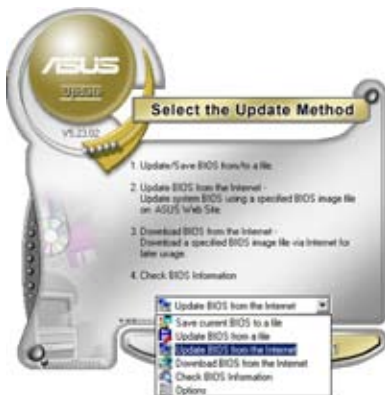 ASUS
Update
V5.23.02
Select the Update Method
1. Update/Save BIOS from/to a file.
2. Update BIOS from the Internet -
Update system BIOS using a specified BIOS image file
on ASUS Web Site.
3. Download BIOS from the Internet -
Download a specified BIOS image file via Internet for
later usage.
4. Check BIOS Information
Update BIOS from the Internet
Save current BIOS to a file
Update BIOS from a file
Update BIOS from the Internet
Download BIOS from the Internet
Check BIOS Information
Options